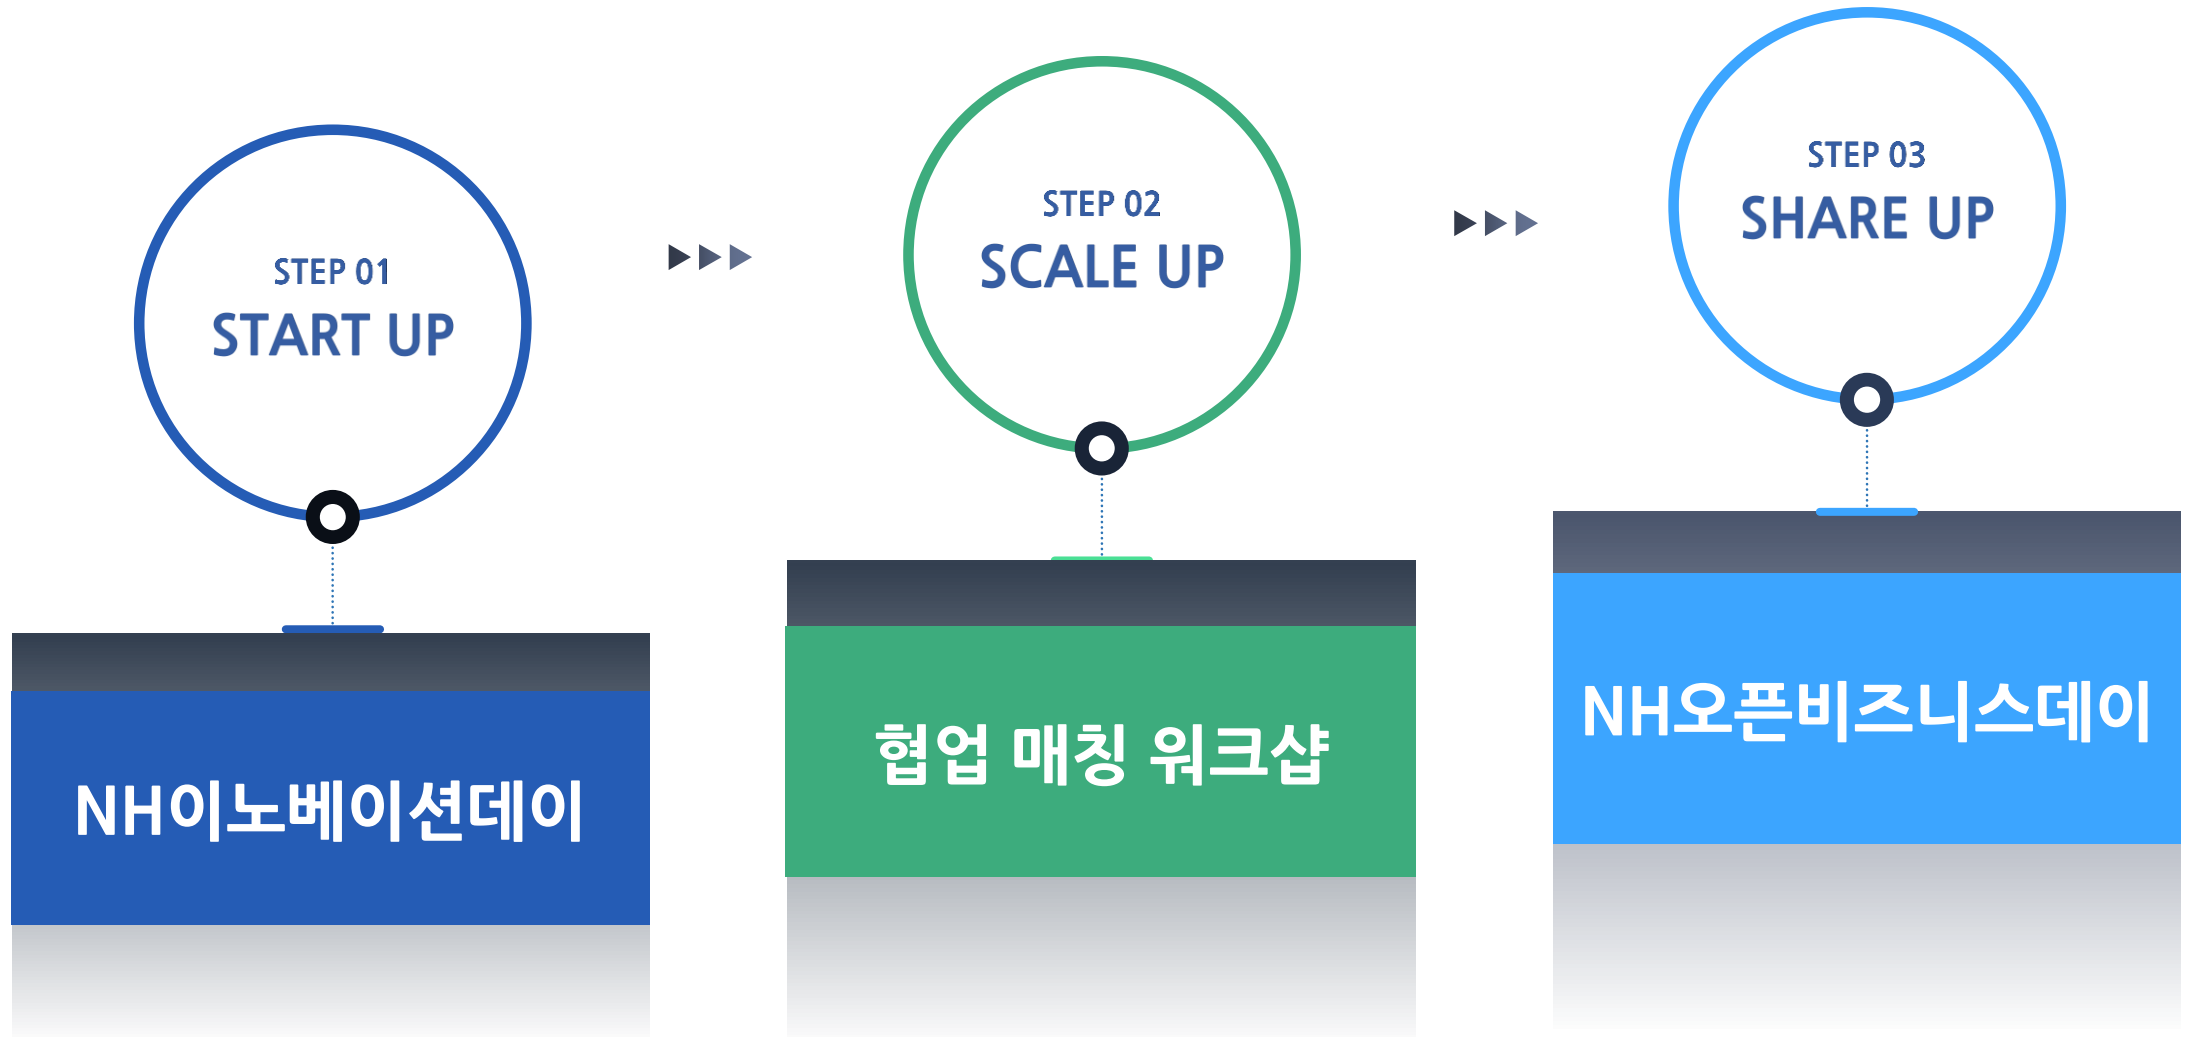 STEP 01
START UP
NH이노베이션데이
STEP 02
SCALE UP
협업 매칭 워크샵
STEP 03
SHARE UP
NH오픈비즈니스데이